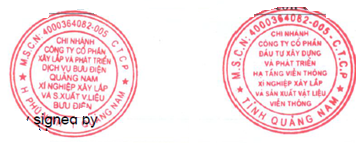 M.S.C.N: 4000364082-005-C.T.C.P
CHI NHÁNH
CÔNG TY CỔ PHẦN
XÂY LẮP VÀ PHÁT TRIỂN
DỊCH VỤ BƯU ĐIỆN
QUẢNG NAM
XÍ NGHIỆP XÂY LẮP
VÀ S.XUẤT V.LIỆU
BƯU ĐIỆN
QUẢNG NAM
signed by
M.S.C.N: 4000364082-005-C.T.C.P
CHI NHÁNH
CÔNG TY CỔ PHẦN
ĐẦU TƯ XÂY DỰNG
VÀ PHÁT TRIỂN
HẠ TẦNG VIỄN THÔNG
XÍ NGHIỆP XÂY LẮP
VÀ SẢN XUẤT VẬT LIỆU
VIỄN THÔNG
TỈNH QUẢNG NAM